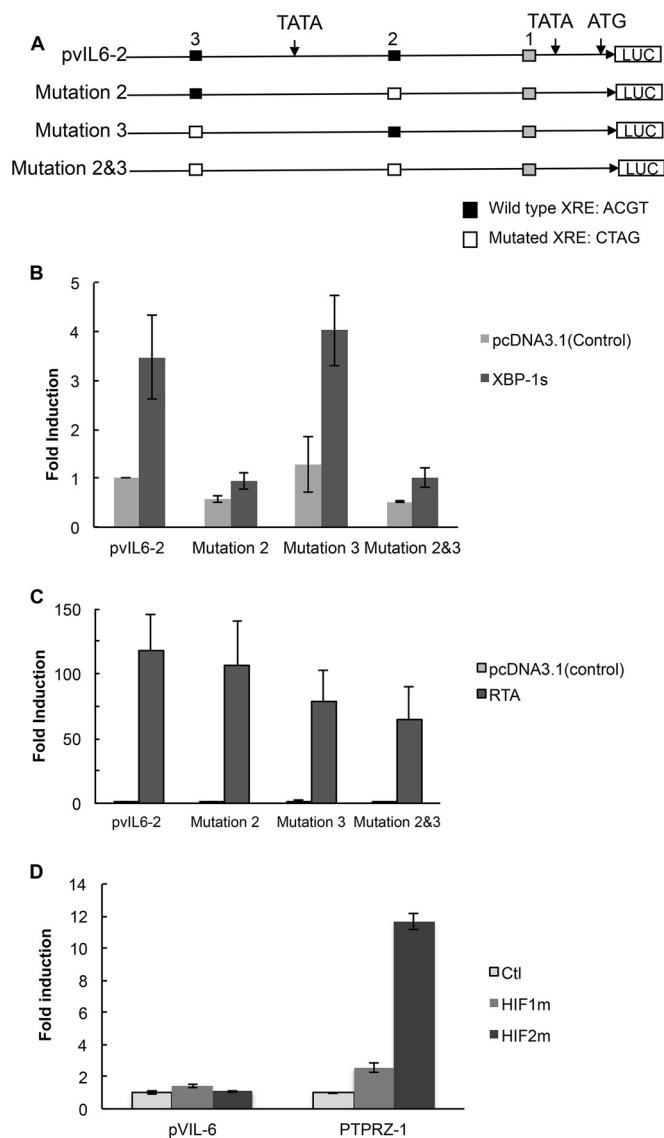 A
3 TATA 2 1 TATA ATG
pvIL6-2 LUC
Mutation 2 LUC
Mutation 3 LUC
Mutation 2&3 LUC
Wild type XRE: ACGT
Mutated XRE: CTAG
B
Fold Induction
5
4
3
2
1
0
pvIL6-2 Mutation 2 Mutation 3 Mutation 2&3
pcDNA3.1(Control)
XBP-1s
C
Fold Induction
150
100
50
0
pvIL6-2 Mutation 2 Mutation 3 Mutation 2&3
pcDNA3.1(control)
RTA
D
Fold induction
14
12
10
8
6
4
2
0
pVIL-6 PTPRZ-1
Ctl
HIF1m
HIF2m